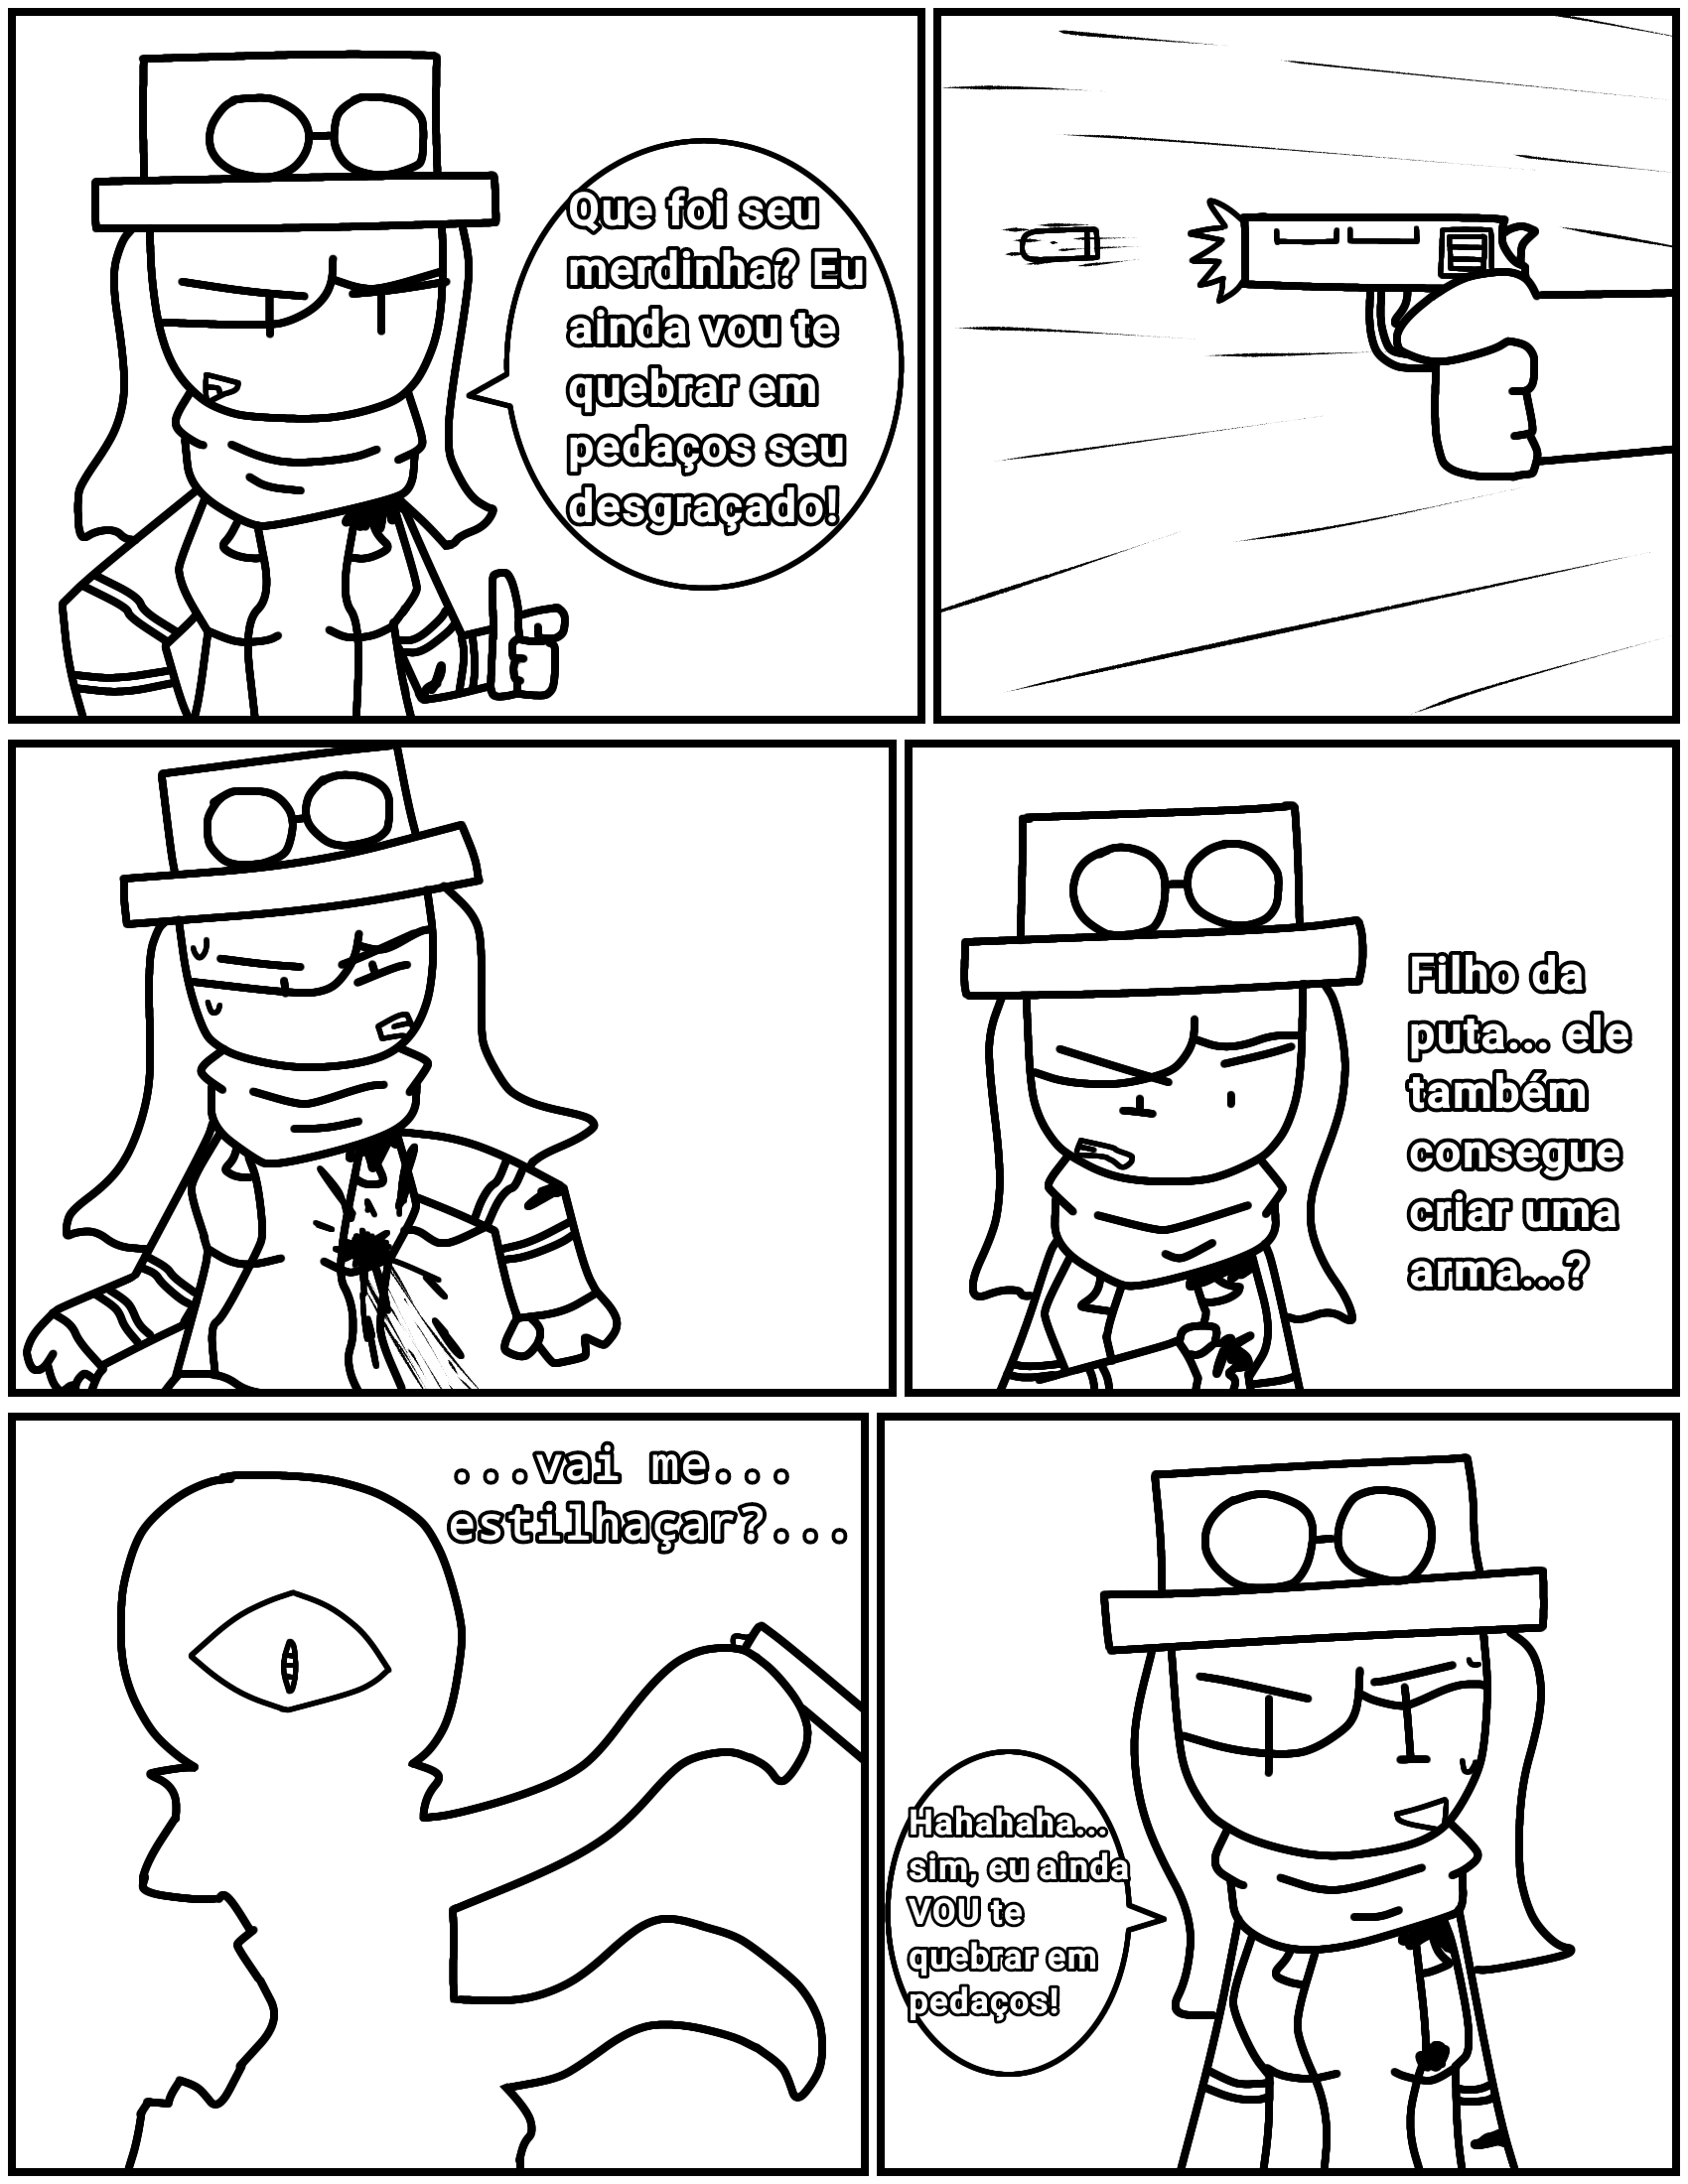 Que foi seu
merdinha? Eu
ainda vou te
quebrar em
pedaços seu
desgraçado!
Filho da
puta... ele
também
consegue
criar uma
arma...?
...vai me...
estilhaçar?...
Hahahaha...
sim, eu ainda
VOU te
quebrar em
pedaços!